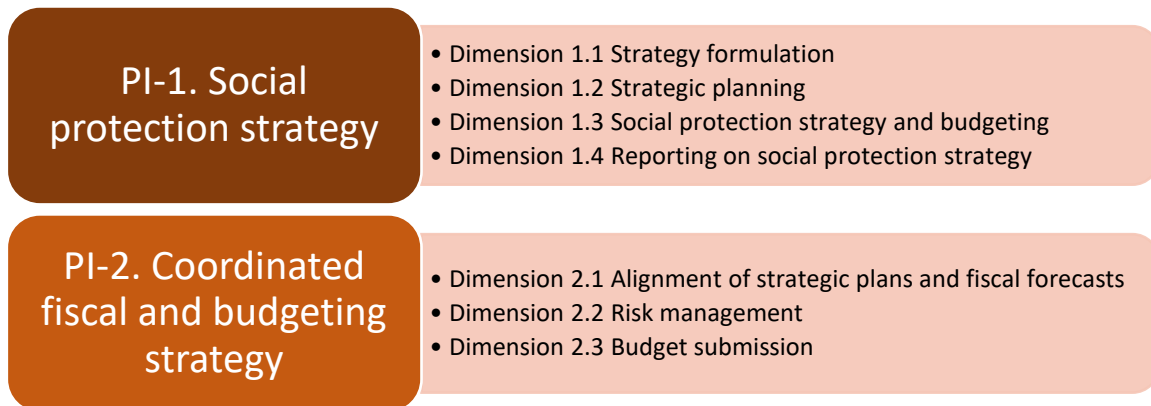 PI-1. Social
protection strategy
• Dimension 1.1 Strategy formulation
• Dimension 1.2 Strategic planning
• Dimension 1.3 Social protection strategy and budgeting
• Dimension 1.4 Reporting on social protection strategy
PI-2. Coordinated
fiscal and budgeting
strategy
• Dimension 2.1 Alignment of strategic plans and fiscal forecasts
• Dimension 2.2 Risk management
• Dimension 2.3 Budget submission